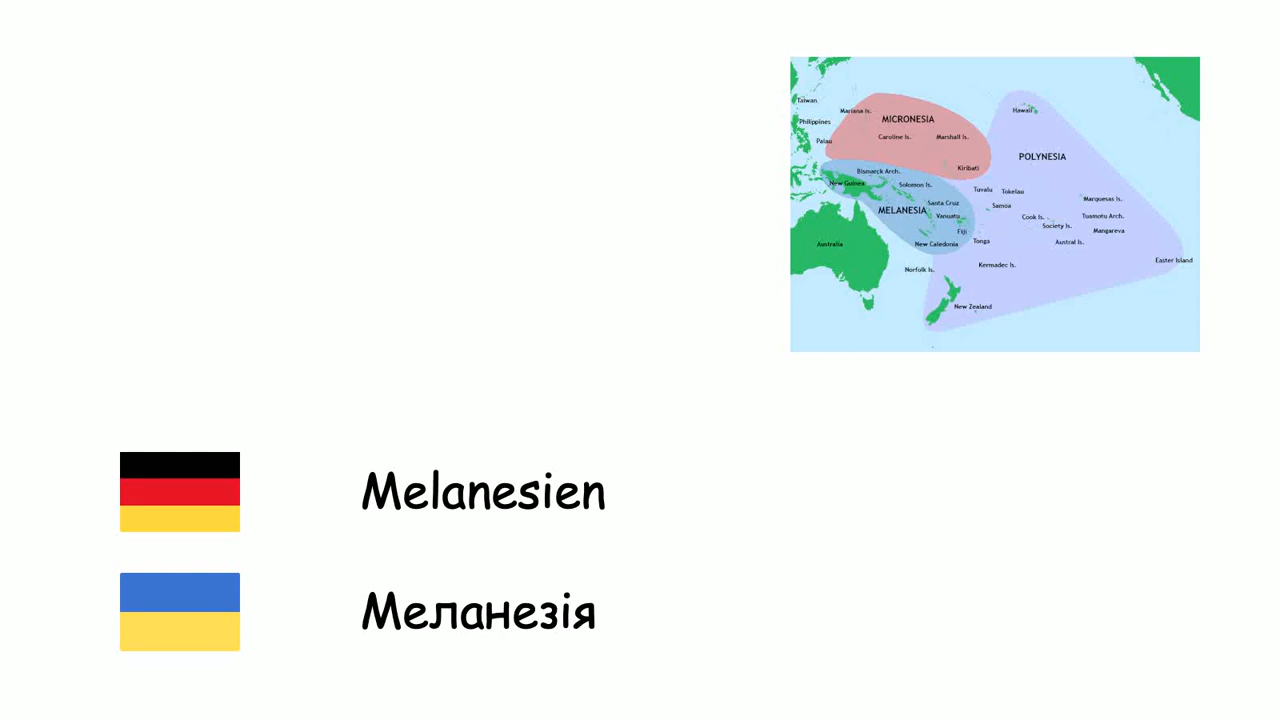 Taiwan
Mariana Is.
Hawaii
MICRONESIA
Philippines
Caroline Is.
Marshall Is.
Palau
POLYNESIA
Kiribati
Bismarck Arch.
New Guinea
Solomon Is.
Tuvalu
Tokelau
Santa Cruz
Marquesas Is.
MELANESIA
Samoa
Vanuatu
Cook Is.
Tuamotu Arch.
Society Is.
Fiji
Mangareva
Australia
New Caledonia
Tonga
Austral Is.
Easter Island
Norfolk Is.
Kermadec Is.
New Zealand
Melanesien
Меланезія